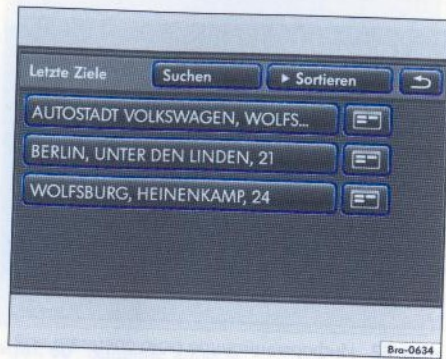 Letzte Ziele Suchen ► Sortieren
AUTOSTADT VOLKSWAGEN, WOLFS...
BERLIN, UNTER DEN LINDEN, 21
WOLFSBURG, HEINENKAMP, 24
Bra-0634